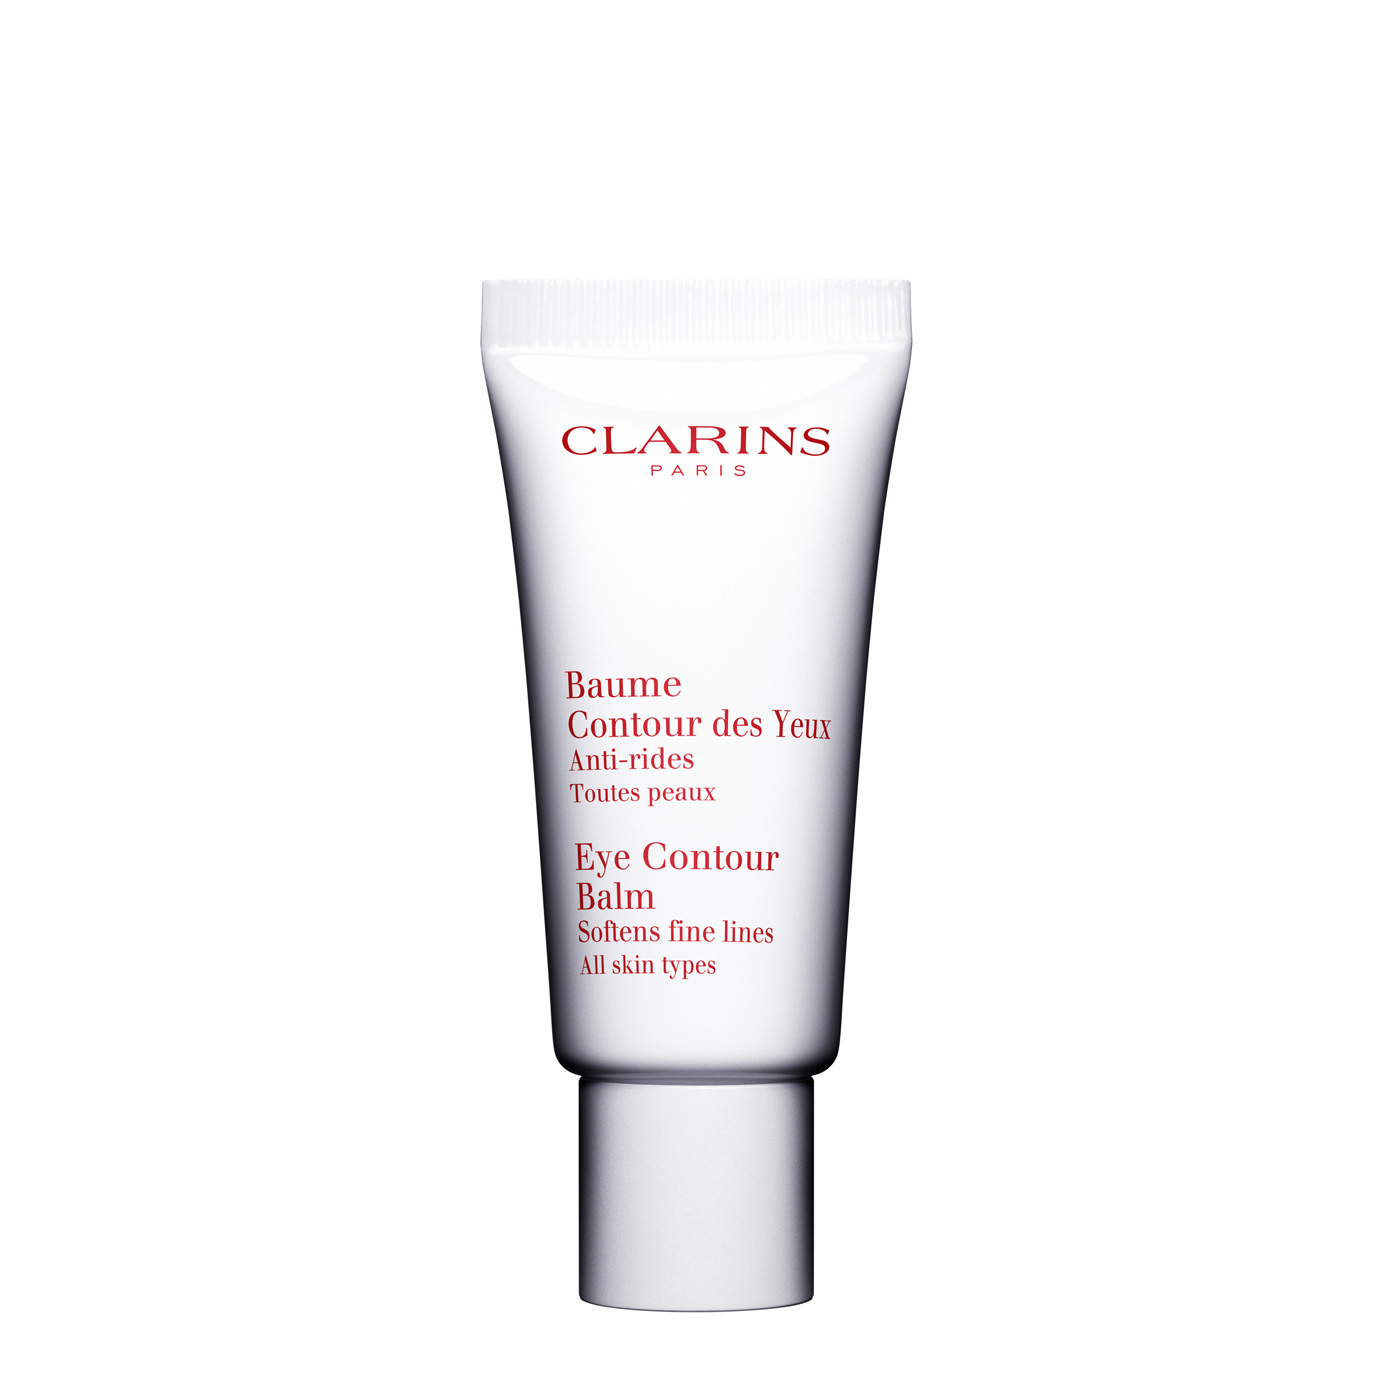 CLARINS
PARIS
Baume
Contour des Yeux
Anti-rides
Toutes peaux
Eye Contour
Balm
Softens fine lines
All skin types